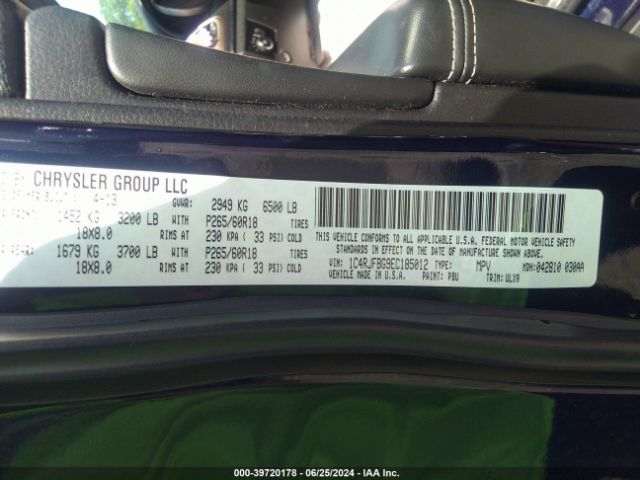 CHRYSLER GROUP LLC
4-13 GVWR: 2949 KG 6500 LB
FRONT: 1452 KG 3200 LB WITH P265/60R18 TIRES
18X8.0 RIMS AT 230 KPA ( 33 PSI) COLD
REAR: 1679 KG 3700 LB WITH P265/60R18 TIRES
18X8.0 RIMS AT 230 KPA ( 33 PSI) COLD
THIS VEHICLE CONFORMS TO ALL APPLICABLE U.S.A. FEDERAL MOTOR VEHICLE SAFETY
STANDARDS IN EFFECT ON THE DATE OF MANUFACTURE SHOWN ABOVE.
VIN: 1C4RJFBG9EC185012 TYPE: MPV MDH: 042810 030AA
VEHICLE MADE IN U.S.A. PAINT: PBU TRIM: ULX9
000-39720178 - 06/25/2024 - IAA Inc.